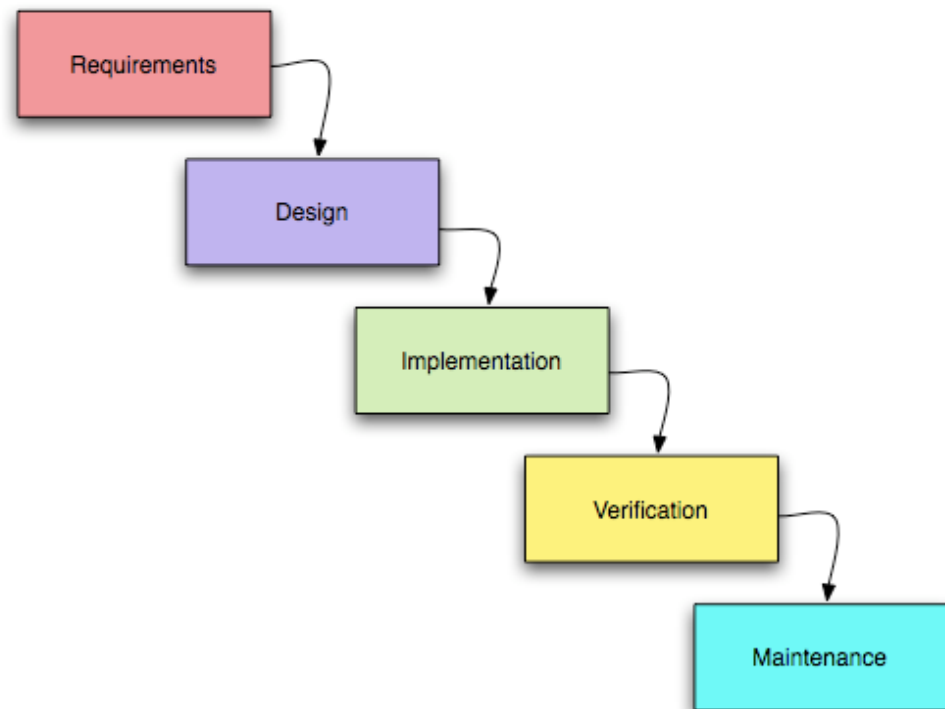 Requirements
Design
Implementation
Verification
Maintenance